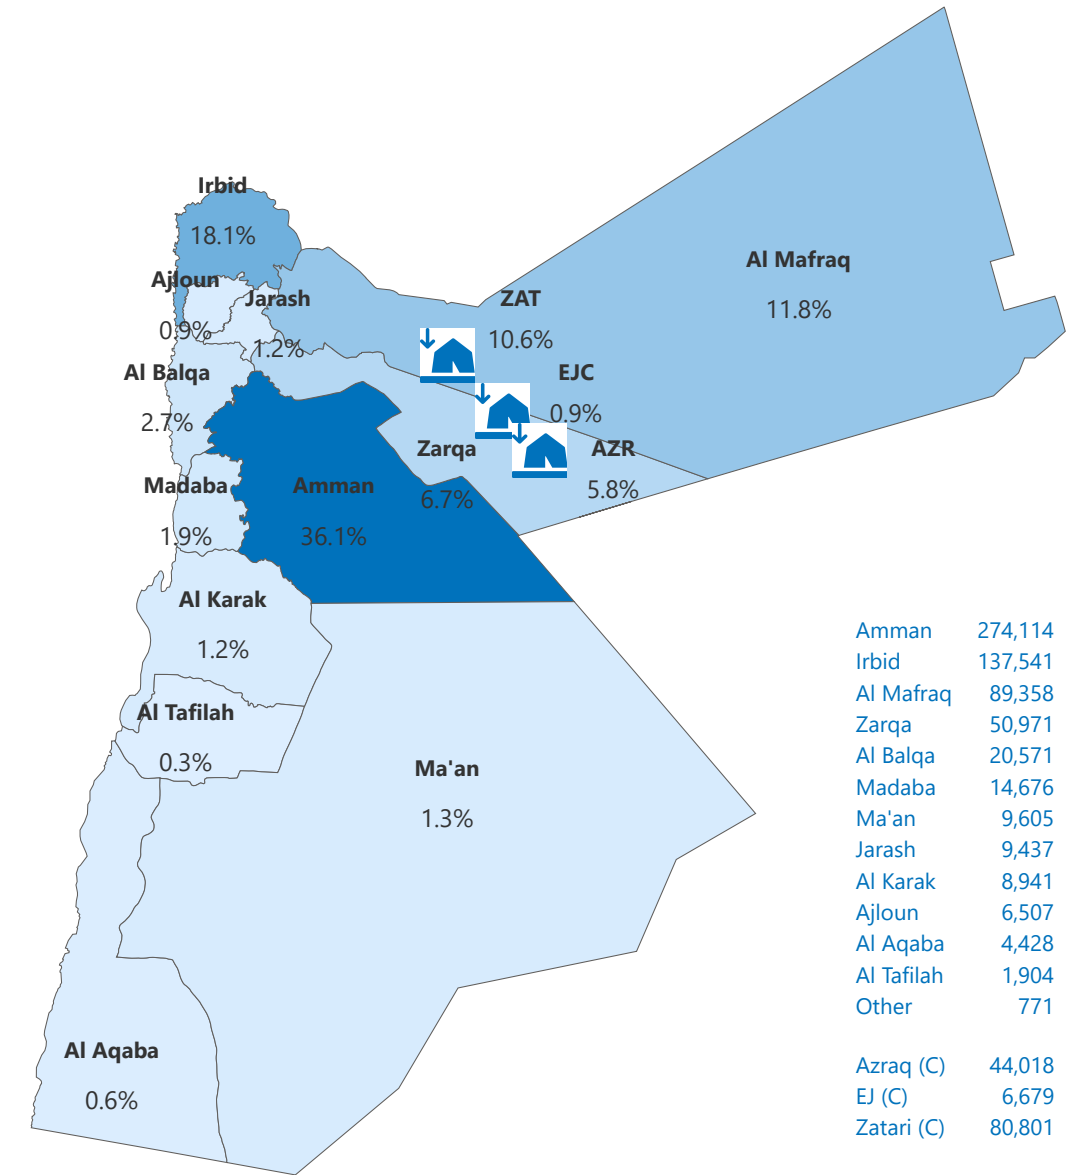 Irbid
18.1%
Ajloun
0.9%
Jarash
1.2%
Al Mafraq
11.8%
ZAT
10.6%
EJC
0.9%
AZR
5.8%
Al Balqa
2.7%
Zarqa
6.7%
Madaba
1.9%
Amman
36.1%
Al Karak
1.2%
Al Tafilah
0.3%
Ma'an
1.3%
Al Aqaba
0.6%
Amman 274,114
Irbid 137,541
Al Mafraq 89,358
Zarqa 50,971
Al Balqa 20,571
Madaba 14,676
Ma'an 9,605
Jarash 9,437
Al Karak 8,941
Ajloun 6,507
Al Aqaba 4,428
Al Tafilah 1,904
Other 771
Azraq (C) 44,018
EJ (C) 6,679
Zatari (C) 80,801